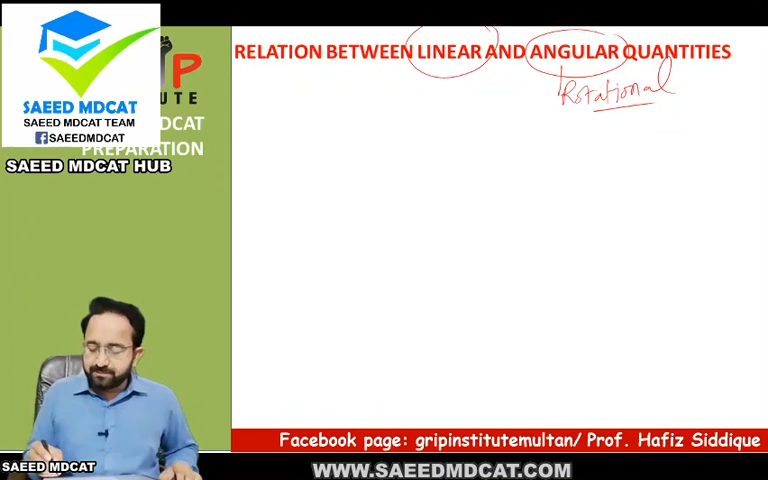 RELATION BETWEEN LINEAR AND ANGULAR QUANTITIES
Rotational
P
UTE
SAEED MDCAT
SAEED MDCAT TEAM
SAEEDMDCAT
DCAT
PREPARATION
SAEED MDCAT HUB
Facebook page: gripinstitutemultan/ Prof. Hafiz Siddique
SAEED MDCAT
WWW.SAEEDMDCAT.COM